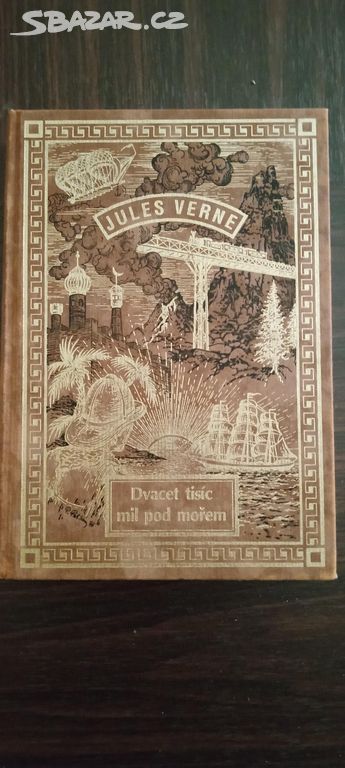 SBAZAR.CZ
JULES VERNE
Dvacet tisíc
mil pod mořem